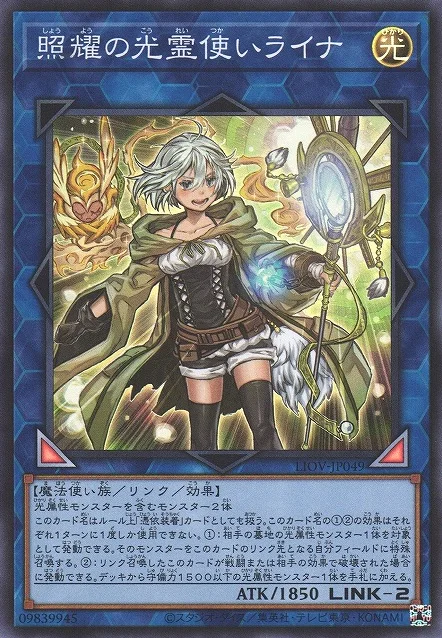 照耀の光霊使いライナ
光
LIOV-JP049
【魔法使い族／リンク／効果】
光属性モンスターを含むモンスター2体
このカード名はルール上「憑依装着」カードとしても扱う。このカード名の①②の効果はそれ
ぞれ1ターンに1度しか使用できない。①：相手の墓地の光属性モンスター1体を対象
として発動できる。そのモンスターをこのカードのリンク先となる自分フィールドに特殊
召喚する。②：リンク召喚したこのカードが戦闘または相手の効果で破壊された場合
に発動できる。デッキから守備力1500以下の光属性モンスター1体を手札に加える。
ATK/1850 LINK-2
09839945 ©スタジオ・ダイス/集英社・テレビ東京・KONAMI